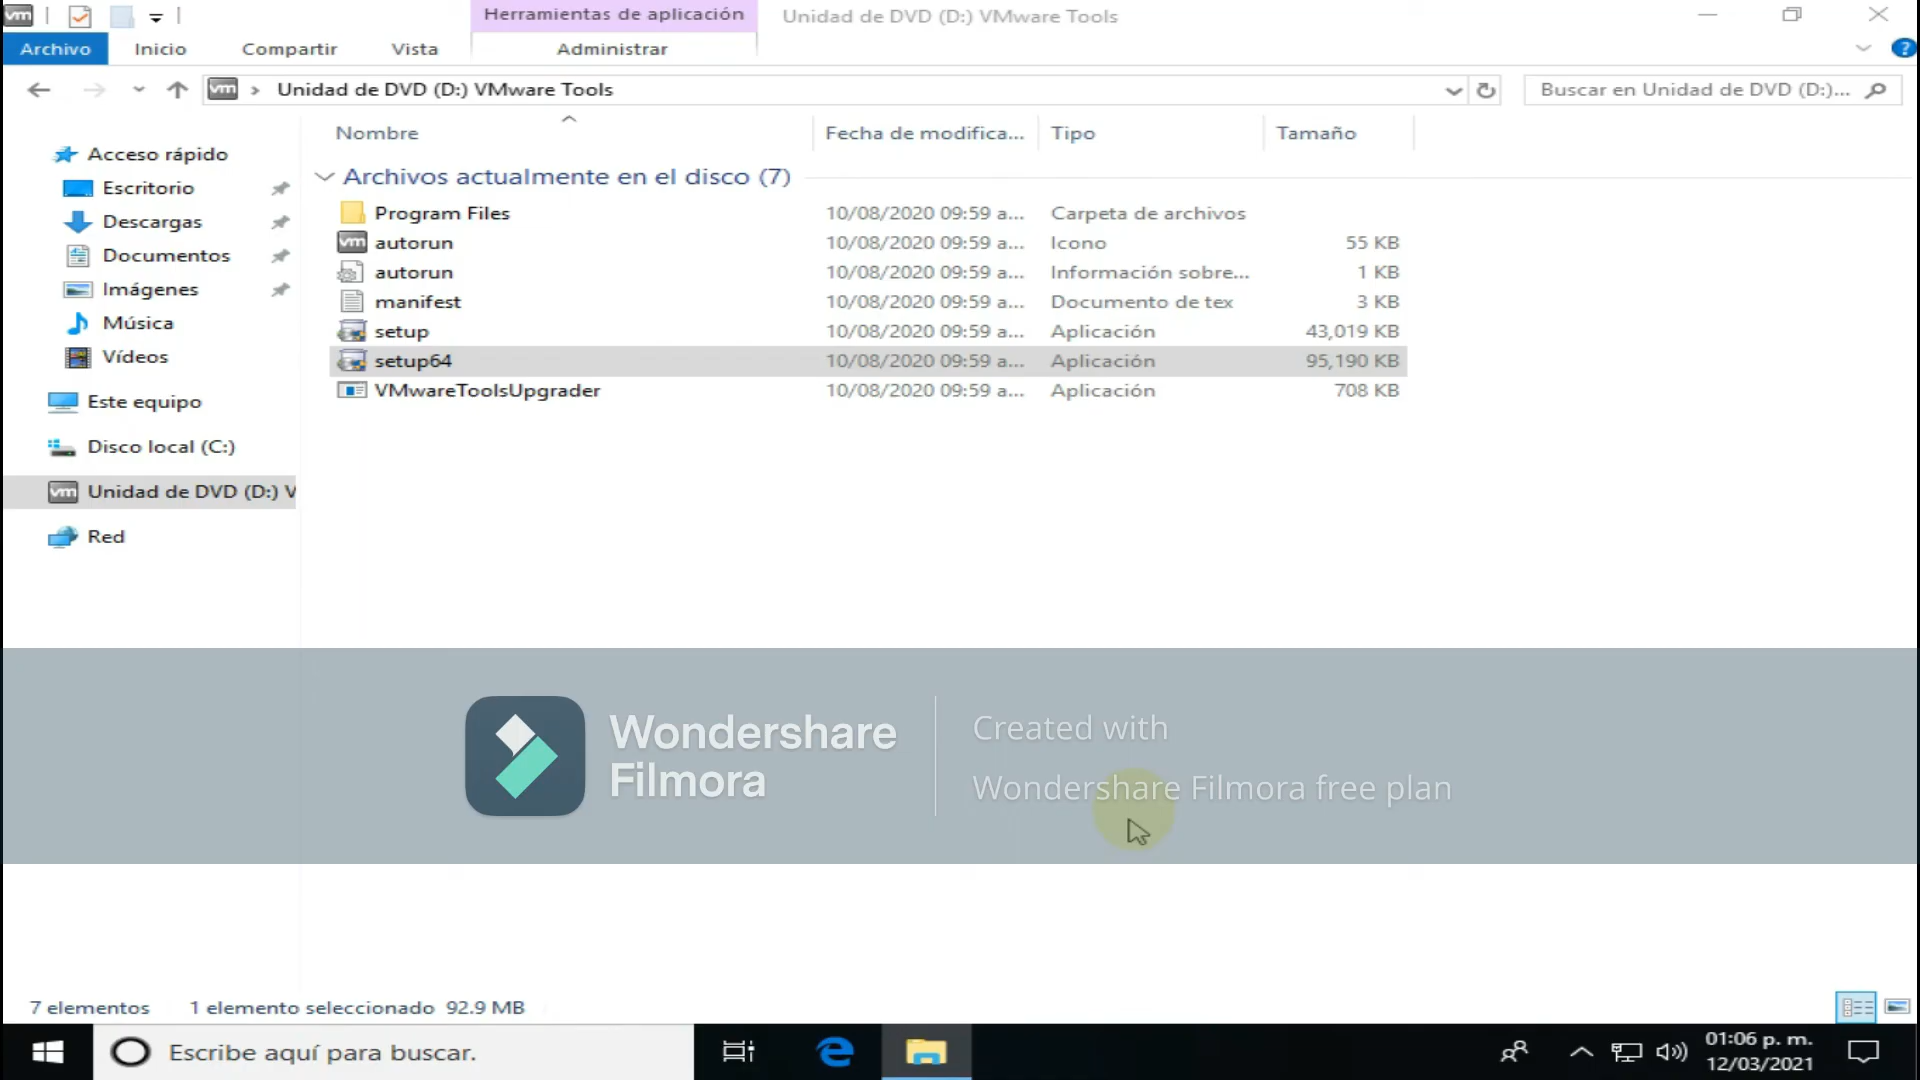 vm
Herramientas de aplicación
Unidad de DVD (D:) VMware Tools
Archivo
Inicio
Compartir
Vista
Administrar
?
vm
Unidad de DVD (D:) VMware Tools
Buscar en Unidad de DVD (D:)...
Nombre
Fecha de modifica...
Tipo
Tamaño
Acceso rápido
Escritorio
Descargas
Documentos
Imágenes
Música
Vídeos
Este equipo
Disco local (C:)
vm Unidad de DVD (D:) V
Red
Archivos actualmente en el disco (7)
Program Files 10/08/2020 09:59 a... Carpeta de archivos
vm autorun 10/08/2020 09:59 a... Icono 55 KB
autorun 10/08/2020 09:59 a... Información sobre... 1 KB
manifest 10/08/2020 09:59 a... Documento de tex 3 KB
setup 10/08/2020 09:59 a... Aplicación 43,019 KB
setup64 10/08/2020 09:59 a... Aplicación 95,190 KB
VMwareToolsUpgrader 10/08/2020 09:59 a... Aplicación 708 KB
Wondershare
Filmora
Created with
Wondershare Filmora free plan
7 elementos 1 elemento seleccionado 92.9 MB
Escribe aquí para buscar.
01:06 p. m.
12/03/2021